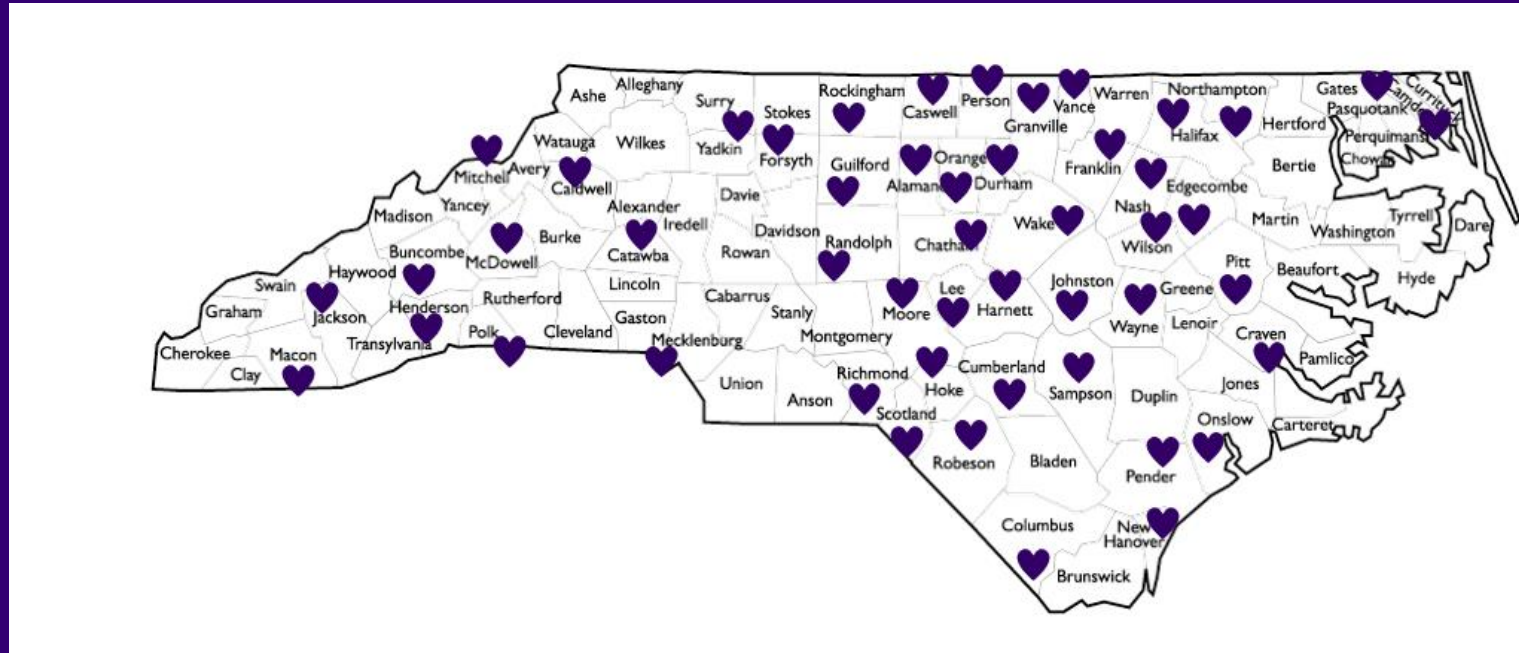 Ashe
Alleghany
Surry
Stokes
Rockingham
Caswell
Person
Granville
Vance
Warren
Northampton
Halifax
Hertford
Gates
Currituck
Camden
Pasquotank
Perquimans
Chowan
Bertie
Watauga
Wilkes
Yadkin
Forsyth
Guilford
Alamance
Orange
Durham
Franklin
Edgecombe
Nash
Mitchell
Avery
Caldwell
Yancey
Madison
Alexander
Iredell
Davie
Davidson
Randolph
Chatham
Wake
Wilson
Martin
Washington
Tyrrell
Dare
Buncombe
McDowell
Burke
Catawba
Rowan
Haywood
Swain
Graham
Jackson
Henderson
Rutherford
Lincoln
Cabarrus
Stanly
Moore
Lee
Harnett
Johnston
Greene
Pitt
Beaufort
Hyde
Cherokee
Clay
Macon
Transylvania
Polk
Cleveland
Gaston
Mecklenburg
Montgomery
Wayne
Lenoir
Craven
Pamlico
Union
Anson
Richmond
Scotland
Hoke
Cumberland
Sampson
Duplin
Jones
Onslow
Carteret
Robeson
Bladen
Pender
Columbus
New
Hanover
Brunswick